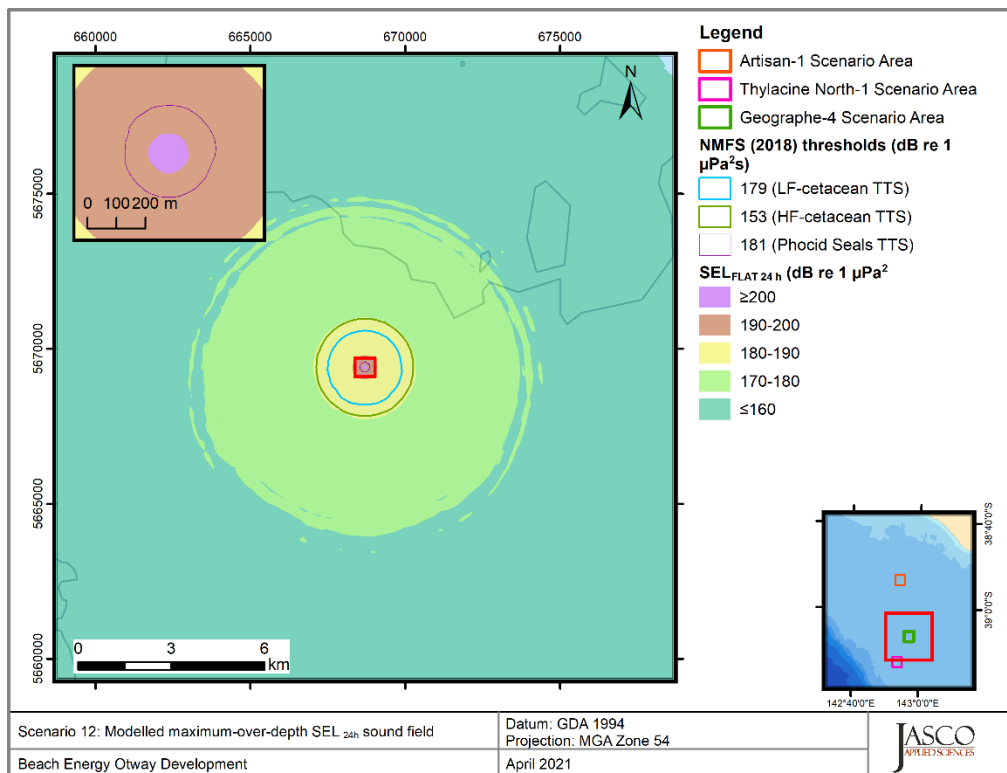 660000 665000 670000 675000
5675000
5670000
5665000
5660000
N
0 100 200 m
0 3 6
km
Legend
Artisan-1 Scenario Area
Thylacine North-1 Scenario Area
Geographe-4 Scenario Area
NMFS (2018) thresholds (dB re 1
µPa²s)
179 (LF-cetacean TTS)
153 (HF-cetacean TTS)
181 (Phocid Seals TTS)
SELFLAT 24 h (dB re 1 µPa²
≥200
190-200
180-190
170-180
≤160
38°40'0"S
39°0'0"S
142°40'0"E 143°0'0"E
Scenario 12: Modelled maximum-over-depth SEL 24h sound field
Datum: GDA 1994
Projection: MGA Zone 54
Beach Energy Otway Development
April 2021
JASCO
APPLIED SCIENCES